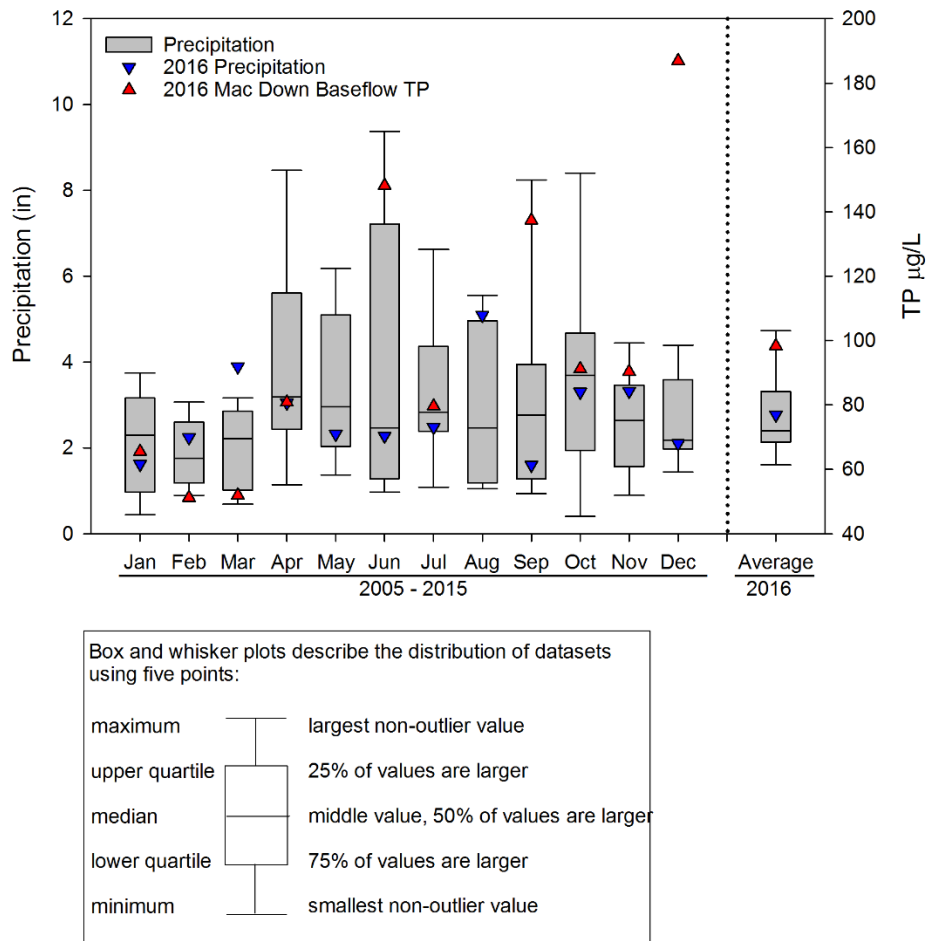 12
10
8
6
4
2
0
Precipitation (in)
Precipitation
2016 Precipitation
2016 Mac Down Baseflow TP
200
180
160
140
120
100
80
60
40
TP μg/L
Jan Feb Mar Apr May Jun Jul Aug Sep Oct Nov Dec Average
2005 - 2015 2016
Box and whisker plots describe the distribution of datasets
using five points:
maximum largest non-outlier value
upper quartile 25% of values are larger
median middle value, 50% of values are larger
lower quartile 75% of values are larger
minimum smallest non-outlier value